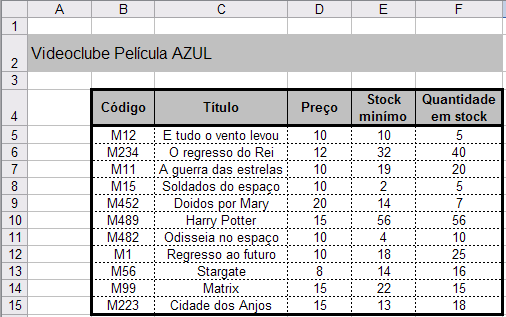 A B C D E F
1
2 Videoclube Película AZUL
3
4 Código Título Preço Stock minímo Quantidade em stock
5 M12 E tudo o vento levou 10 10 5
6 M234 O regresso do Rei 12 32 40
7 M11 A guerra das estrelas 10 19 20
8 M15 Soldados do espaço 10 2 5
9 M452 Doidos por Mary 20 14 7
10 M489 Harry Potter 15 56 56
11 M482 Odisseia no espaço 10 4 10
12 M1 Regresso ao futuro 10 18 25
13 M56 Stargate 8 14 16
14 M99 Matrix 15 22 15
15 M223 Cidade dos Anjos 15 13 18